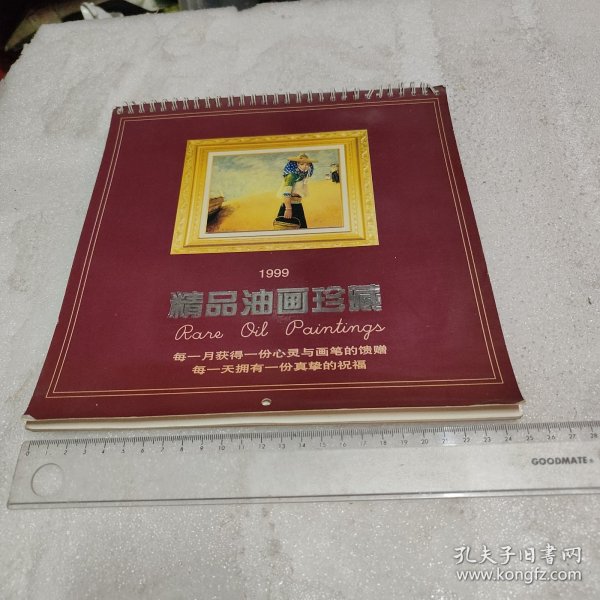 1999
精品油画珍藏
Rare Oil Paintings
每一月获得一份心灵与画笔的馈赠
每一天拥有一份真挚的祝福
GOODMATE
孔夫子旧书网
www.kongfz.com